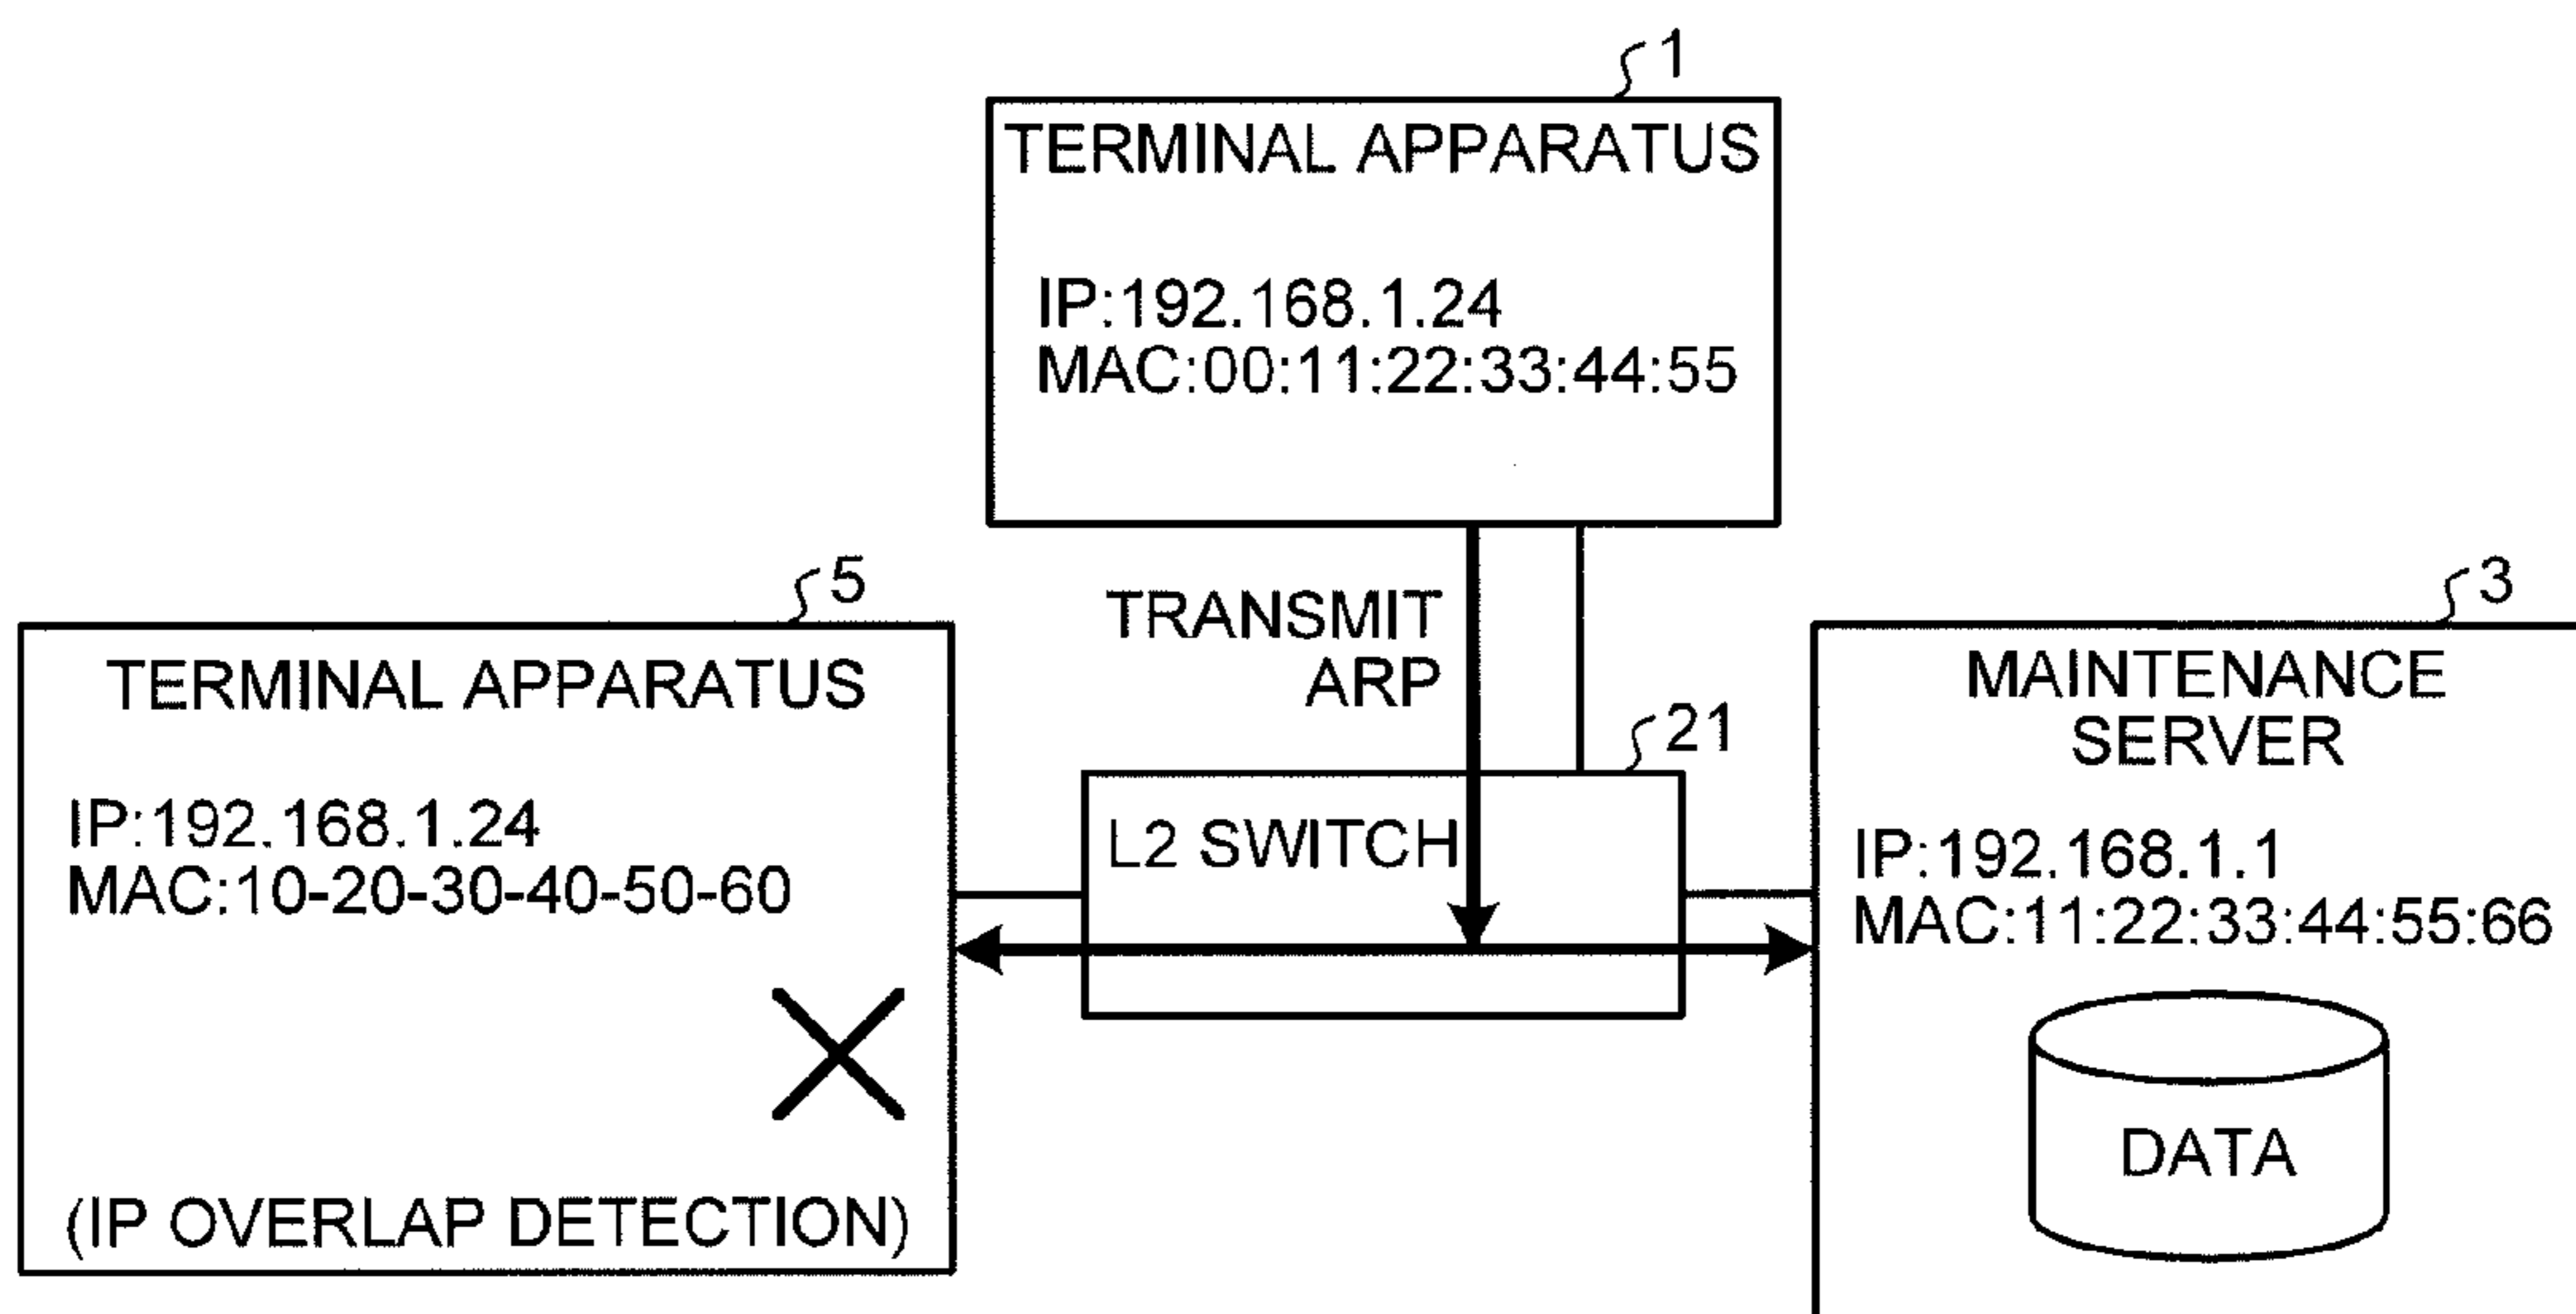 1
TERMINAL APPARATUS
IP:192.168.1.24
MAC:00:11:22:33:44:55
TRANSMIT
ARP
5
TERMINAL APPARATUS
IP:192.168.1.24
MAC:10-20-30-40-50-60
(IP OVERLAP DETECTION)
21
L2 SWITCH
3
MAINTENANCE
SERVER
IP:192.168.1.1
MAC:11:22:33:44:55:66
DATA